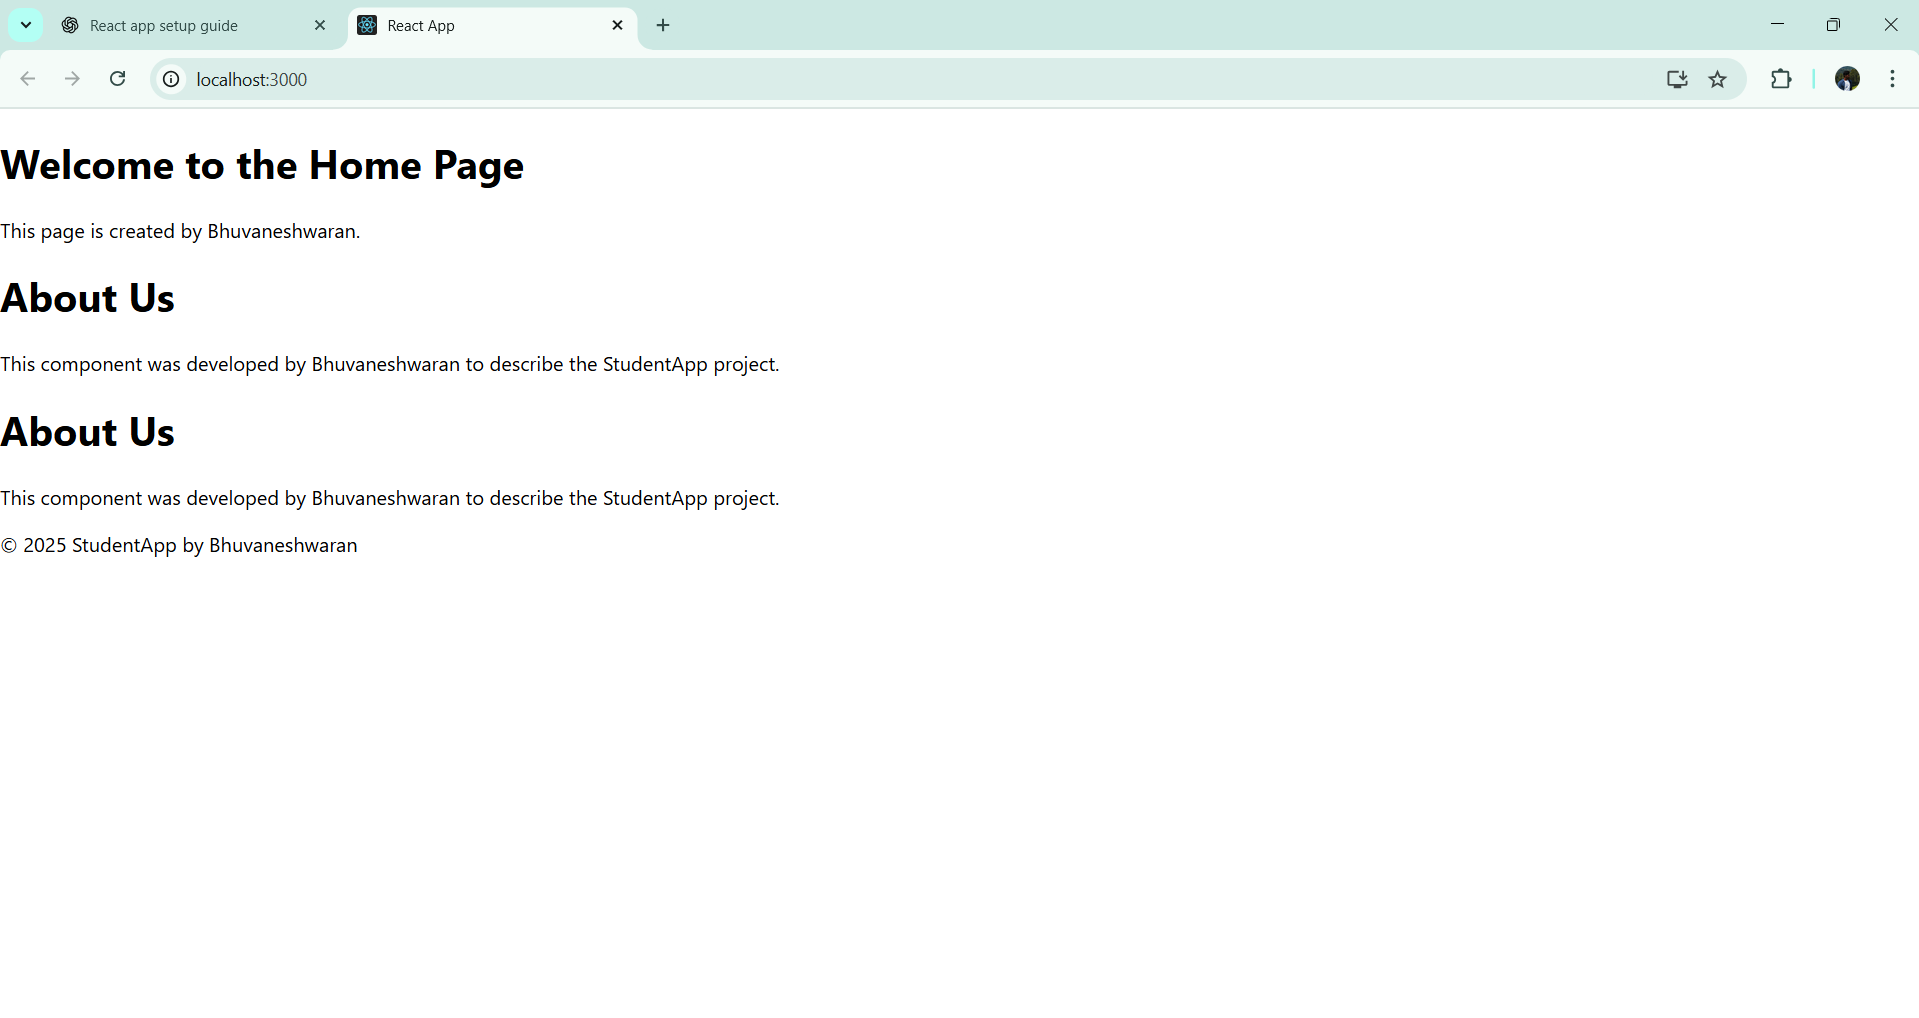 React app setup guide
React App
localhost:3000
Welcome to the Home Page
This page is created by Bhuvaneshwaran.
About Us
This component was developed by Bhuvaneshwaran to describe the StudentApp project.
About Us
This component was developed by Bhuvaneshwaran to describe the StudentApp project.
© 2025 StudentApp by Bhuvaneshwaran